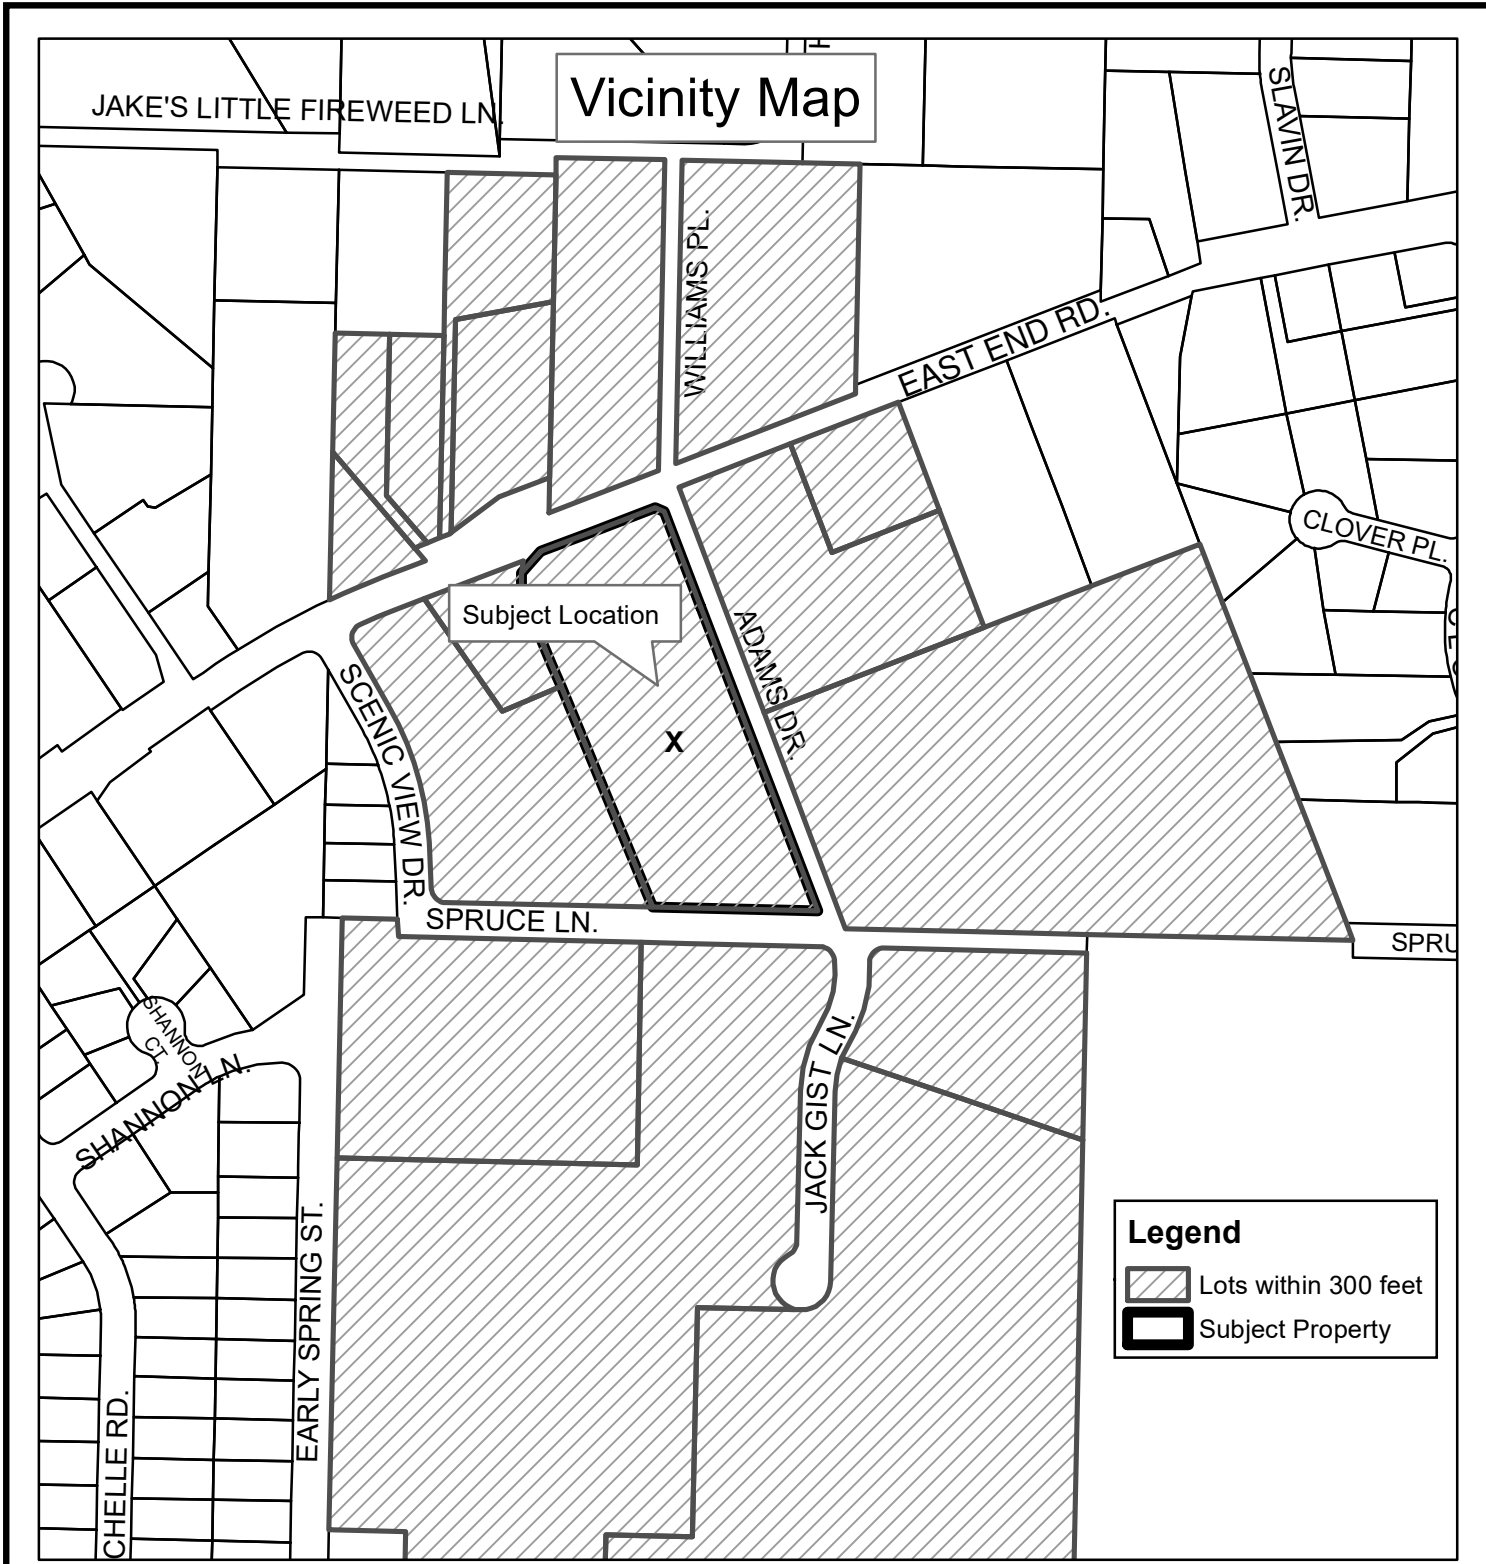 Vicinity Map
JAKE'S LITTLE FIREWEED LN.
SLAVIN DR.
WILLIAMS PL.
EAST END RD.
CLOVER PL.
Subject Location
ADAMS DR.
SCENIC VIEW DR.
X
SPRUCE LN.
SPRU
SHANNON
CT.
SHANNON LN.
JACK GIST LN.
EARLY SPRING ST.
CHELLE RD.
Legend
Lots within 300 feet
Subject Property